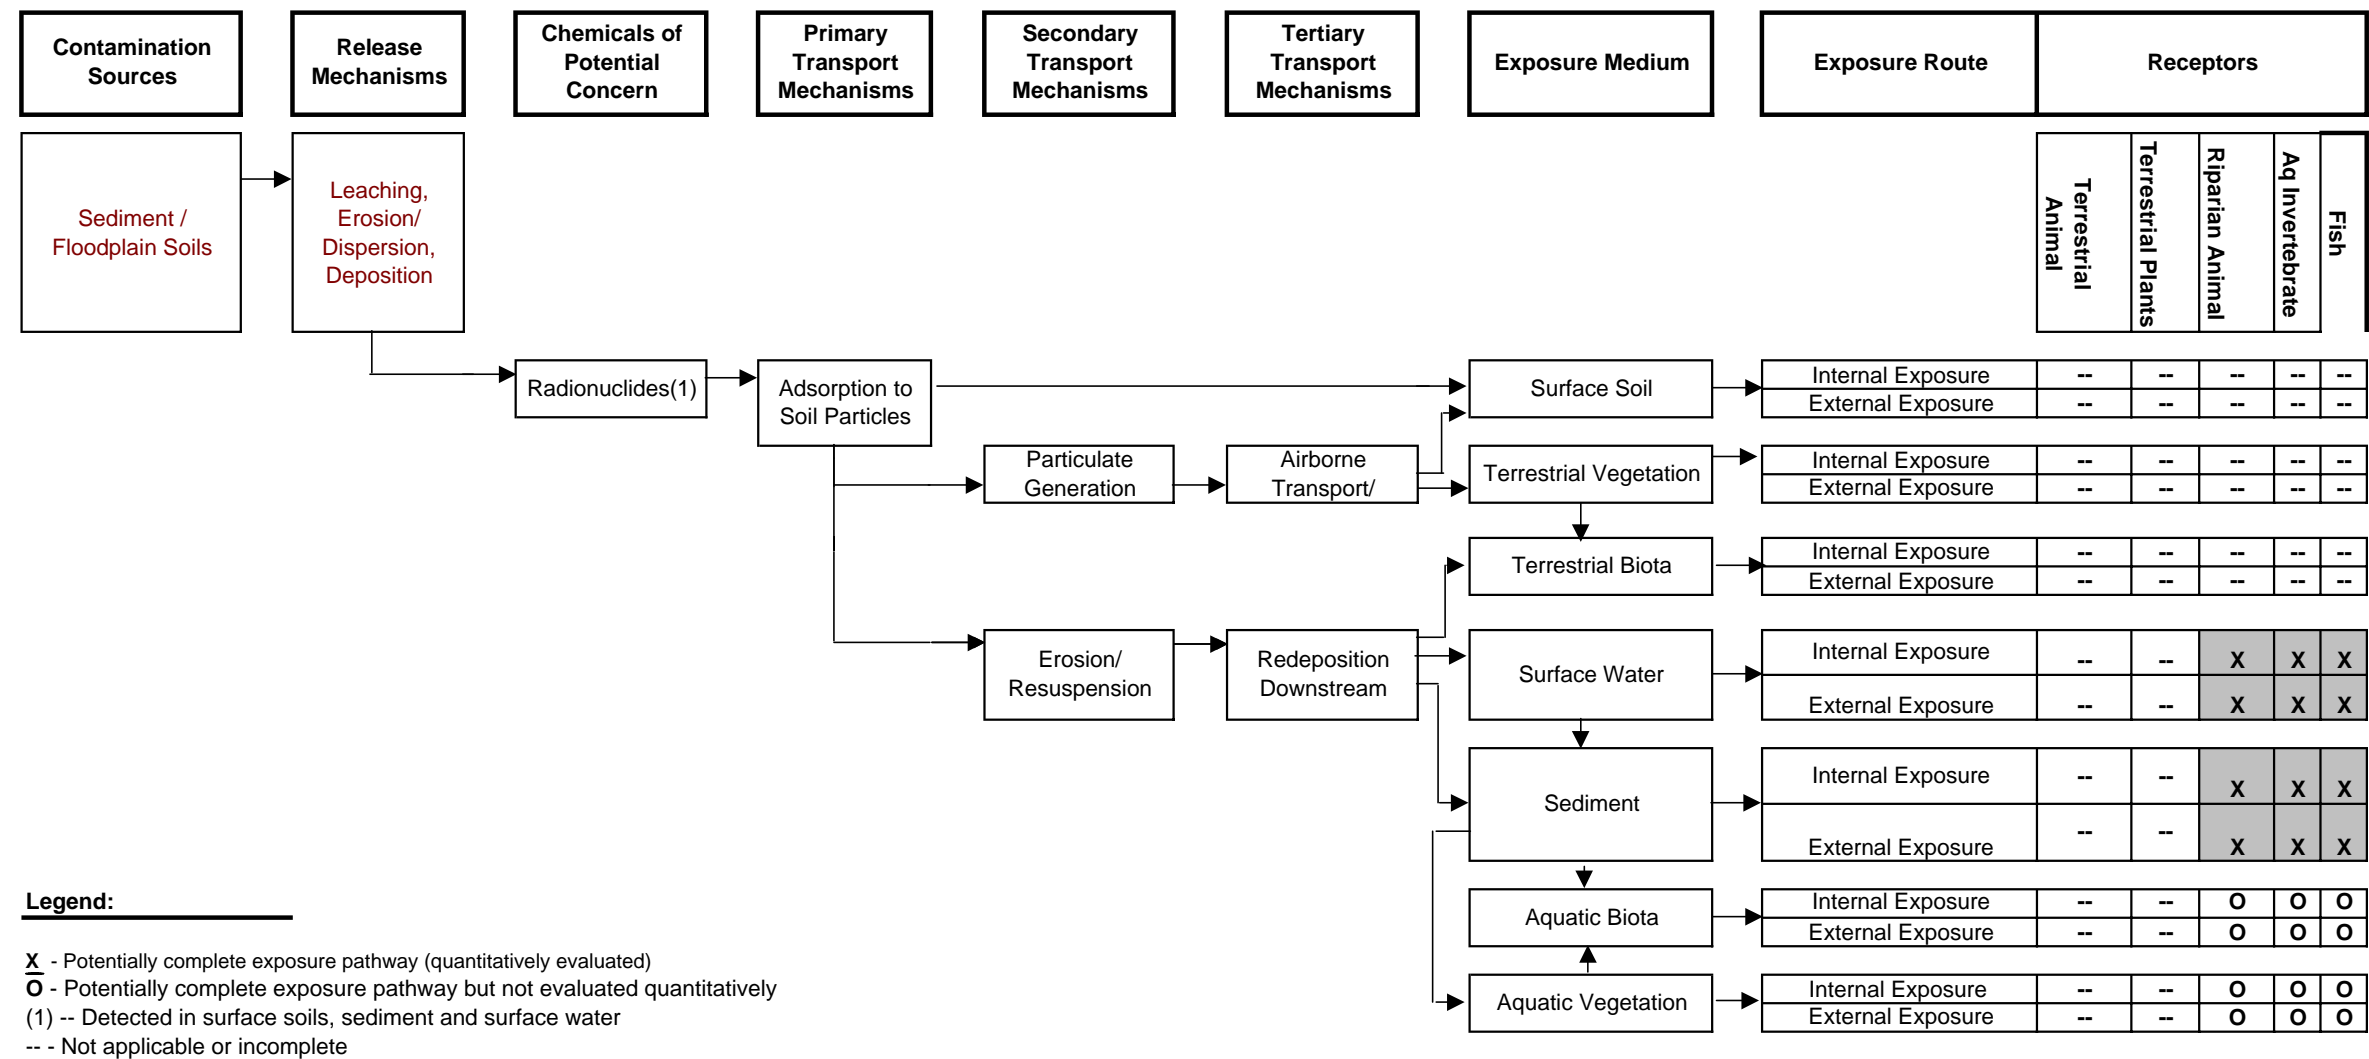 Contamination
Sources
Release
Mechanisms
Chemicals of
Potential
Concern
Primary
Transport
Mechanisms
Secondary
Transport
Mechanisms
Tertiary
Transport
Mechanisms
Exposure Medium
Exposure Route
Receptors
Sediment /
Floodplain Soils
Leaching,
Erosion/
Dispersion,
Deposition
Terrestrial
Animal
Terrestrial Plants
Riparian Animal
Aq Invertebrate
Fish
Radionuclides(1)
Adsorption to
Soil Particles
Surface Soil
Internal Exposure -- -- -- -- --
External Exposure -- -- -- -- --
Particulate
Generation
Airborne
Transport/
Terrestrial Vegetation
Internal Exposure -- -- -- -- --
External Exposure -- -- -- -- --
Terrestrial Biota
Internal Exposure -- -- -- -- --
External Exposure -- -- -- -- --
Erosion/
Resuspension
Redeposition
Downstream
Surface Water
Internal Exposure -- -- X X X
External Exposure -- -- X X X
Sediment
Internal Exposure -- -- X X X
External Exposure -- -- X X X
Aquatic Biota
Internal Exposure -- -- O O O
External Exposure -- -- O O O
Aquatic Vegetation
Internal Exposure -- -- O O O
External Exposure -- -- O O O
Legend:
X - Potentially complete exposure pathway (quantitatively evaluated)
O - Potentially complete exposure pathway but not evaluated quantitatively
(1) -- Detected in surface soils, sediment and surface water
-- - Not applicable or incomplete